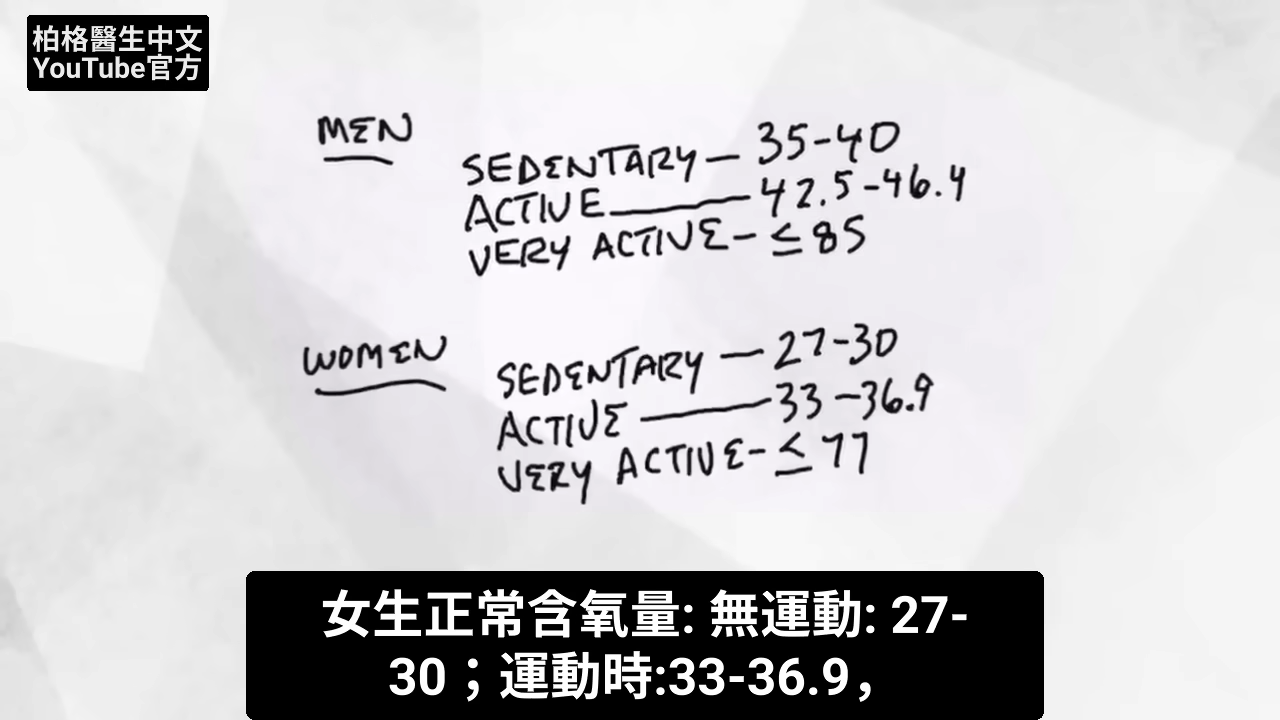 柏格醫生中文
YouTube官方
MEN
SEDENTARY — 35-40
ACTIVE — 42.5-46.4
VERY ACTIVE - ≤ 85
WOMEN
SEDENTARY — 27-30
ACTIVE — 33-36.9
VERY ACTIVE - ≤ 77
女生正常含氧量: 無運動: 27-
30；運動時:33-36.9，